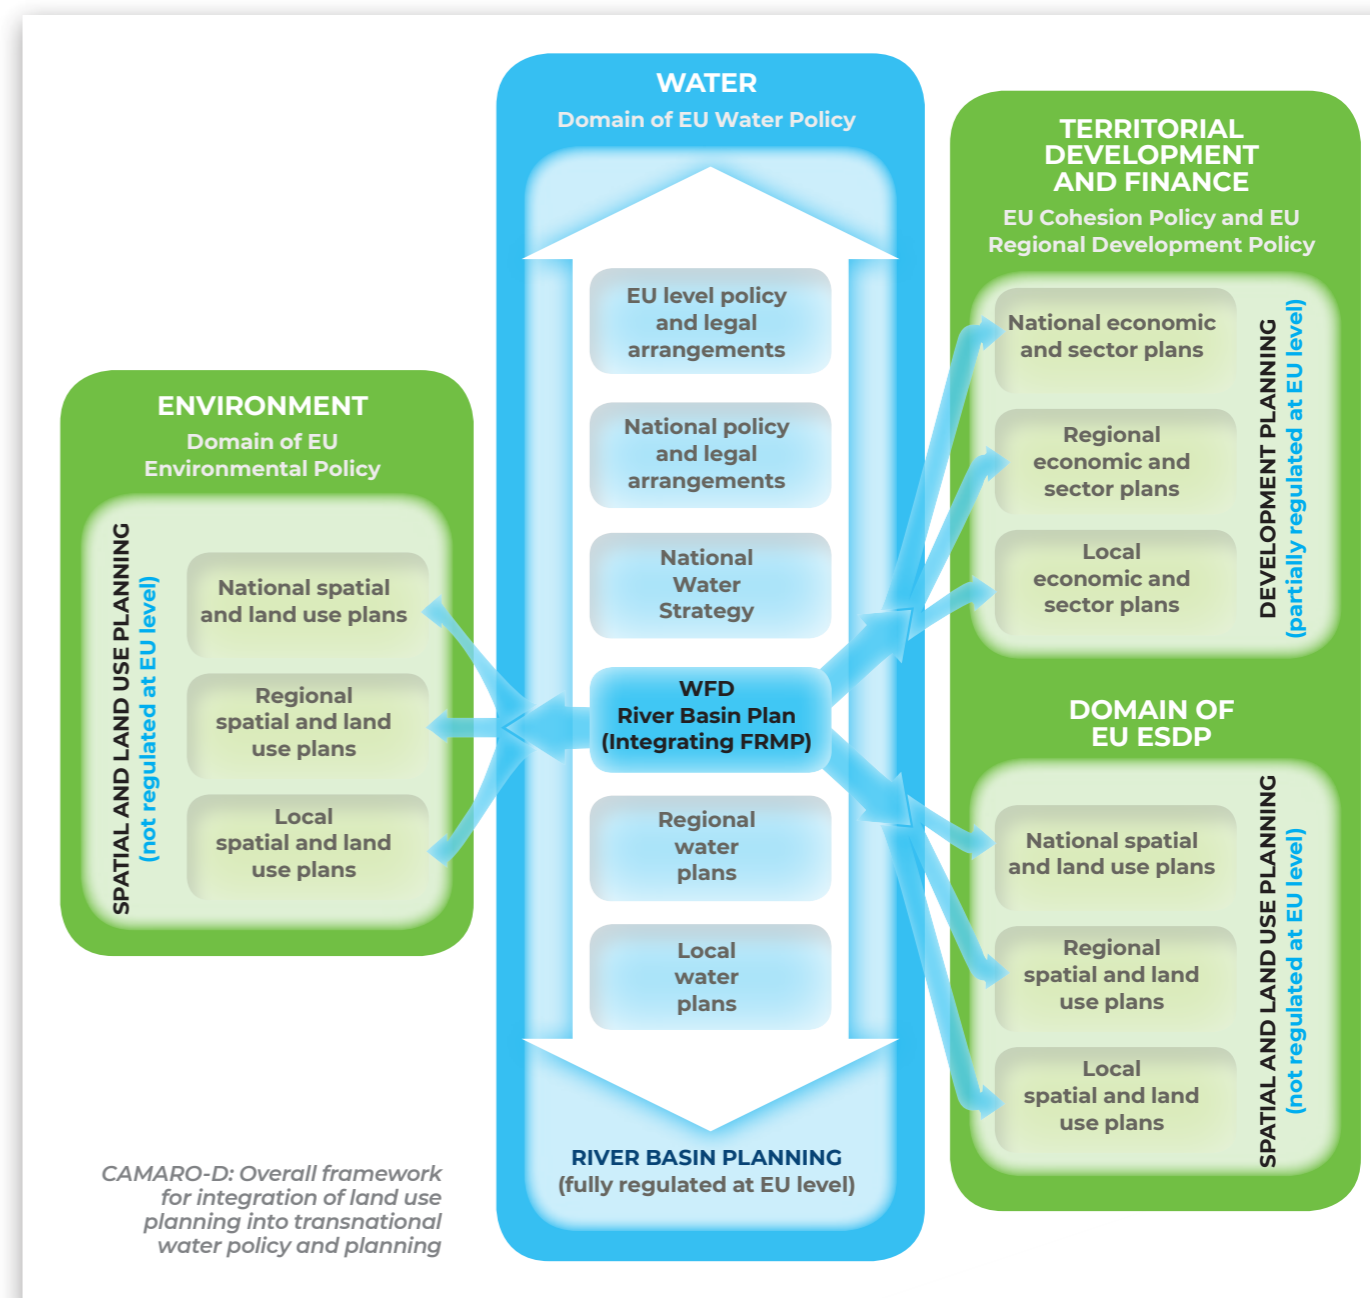 WATER
Domain of EU Water Policy
EU level policy
and legal
arrangements
National policy
and legal
arrangements
National
Water
Strategy
WFD
River Basin Plan
(Integrating FRMP)
Regional
water
plans
Local
water
plans
RIVER BASIN PLANNING
(fully regulated at EU level)
ENVIRONMENT
Domain of EU
Environmental Policy
SPATIAL AND LAND USE PLANNING
(not regulated at EU level)
National spatial
and land use plans
Regional
spatial and land
use plans
Local
spatial and land
use plans
TERRITORIAL
DEVELOPMENT
AND FINANCE
EU Cohesion Policy and EU
Regional Development Policy
National economic
and sector plans
Regional
economic and
sector plans
Local
economic and
sector plans
DEVELOPMENT PLANNING
(partially regulated at EU level)
DOMAIN OF
EU ESDP
National spatial
and land use plans
Regional
spatial and land
use plans
Local
spatial and land
use plans
SPATIAL AND LAND USE PLANNING
(not regulated at EU level)
CAMARO-D: Overall framework
for integration of land use
planning into transnational
water policy and planning